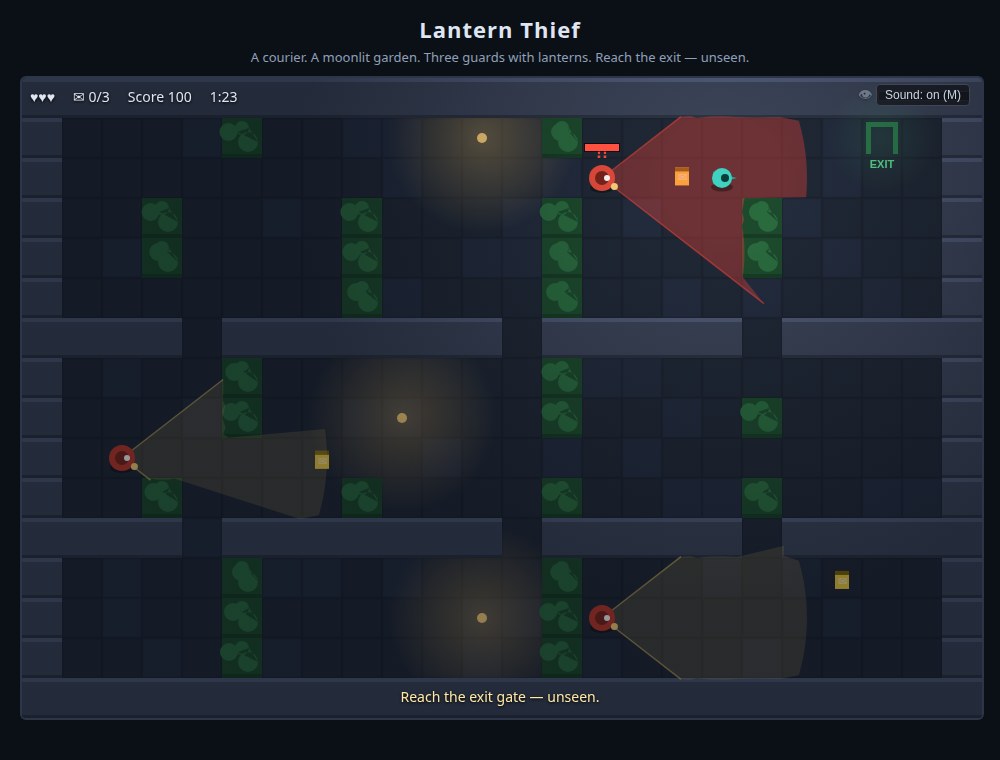 Lantern Thief
A courier. A moonlit garden. Three guards with lanterns. Reach the exit — unseen.
♥♥♥ ✉ 0/3 Score 100 1:23 👁 Sound: on (M)
EXIT
Reach the exit gate — unseen.